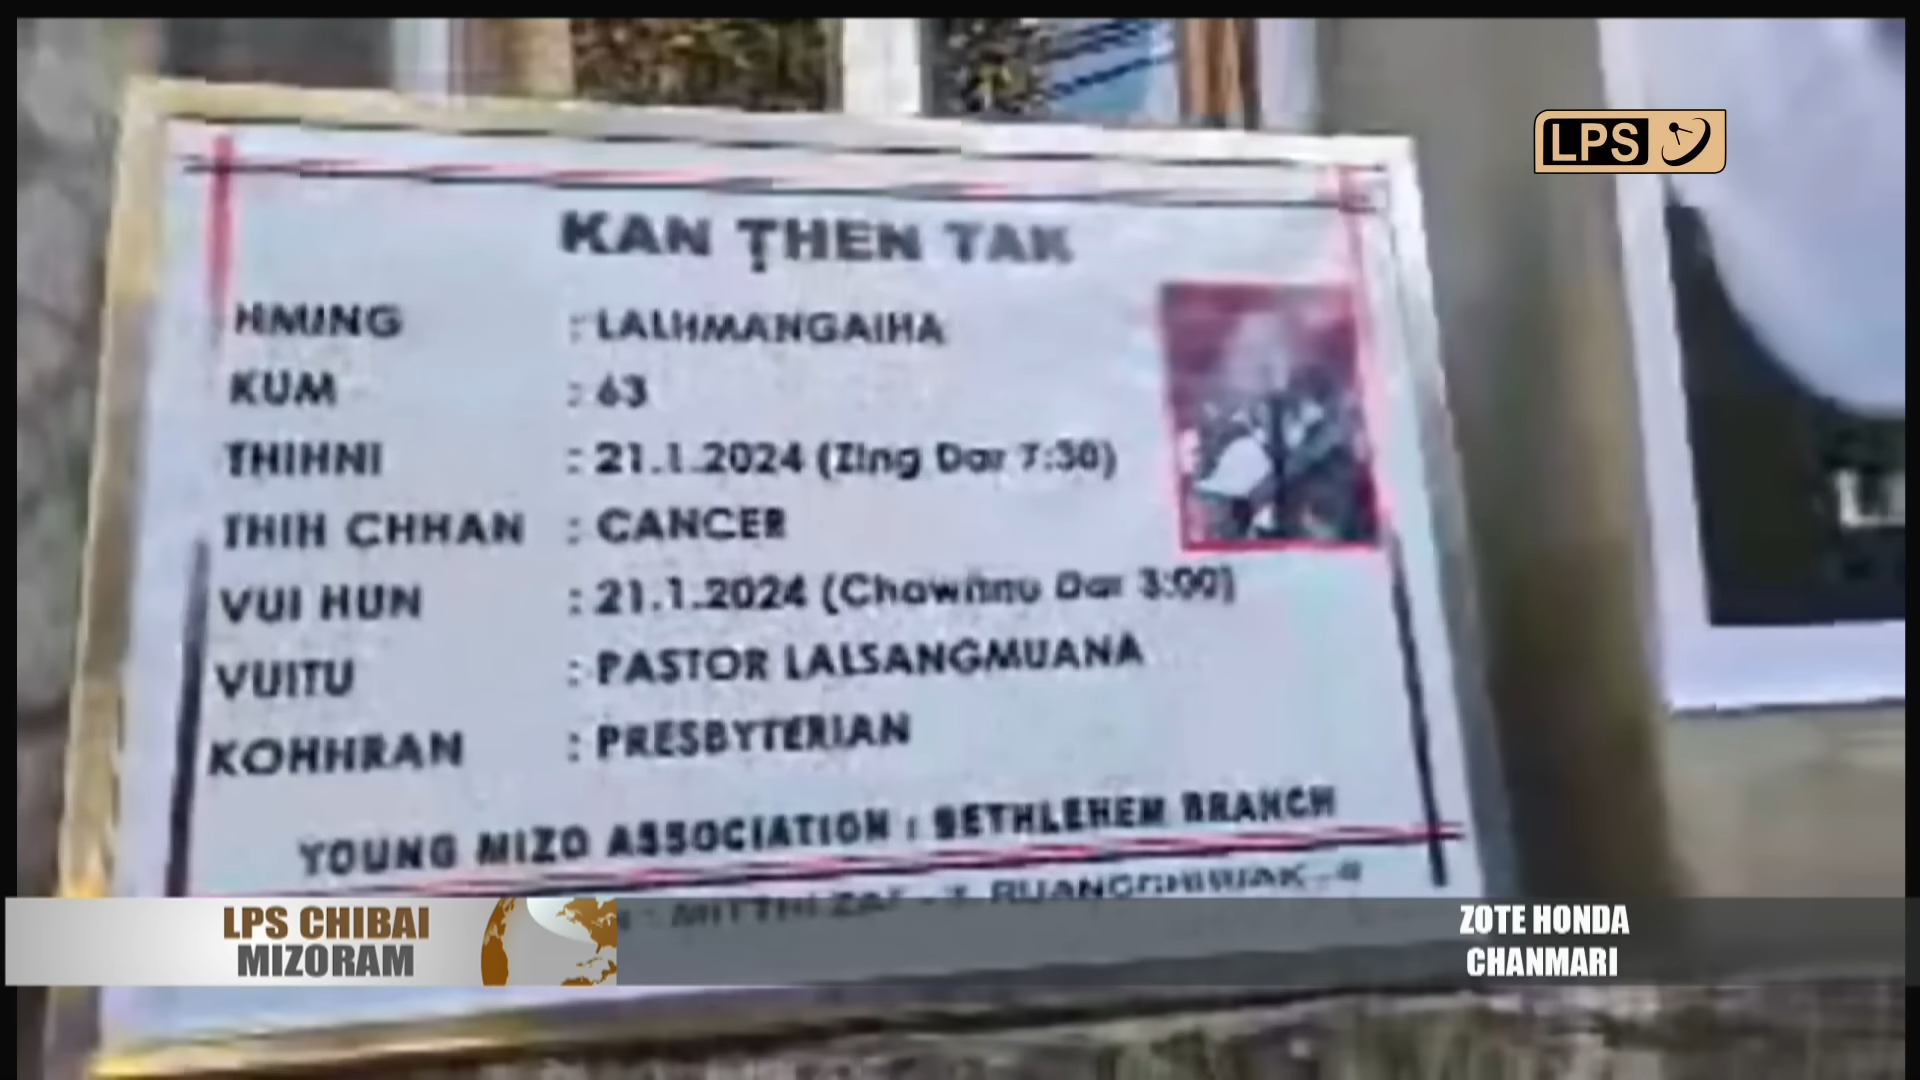 LPS
KAN ṬHEN TAK
HMING : LALHMANGAIHA
KUM : 63
THIHNI : 21.1.2024 (Zing Dar 7:30)
THIH CHHAN : CANCER
VUI HUN : 21.1.2024 (Chawhnu Dar 3:00)
VUITU : PASTOR LALSANGMUANA
KOHHRAN : PRESBYTERIAN
YOUNG MIZO ASSOCIATION : BETHLEHEM BRANCH
LPS CHIBAI
MIZORAM
ZOTE HONDA
CHANMARI